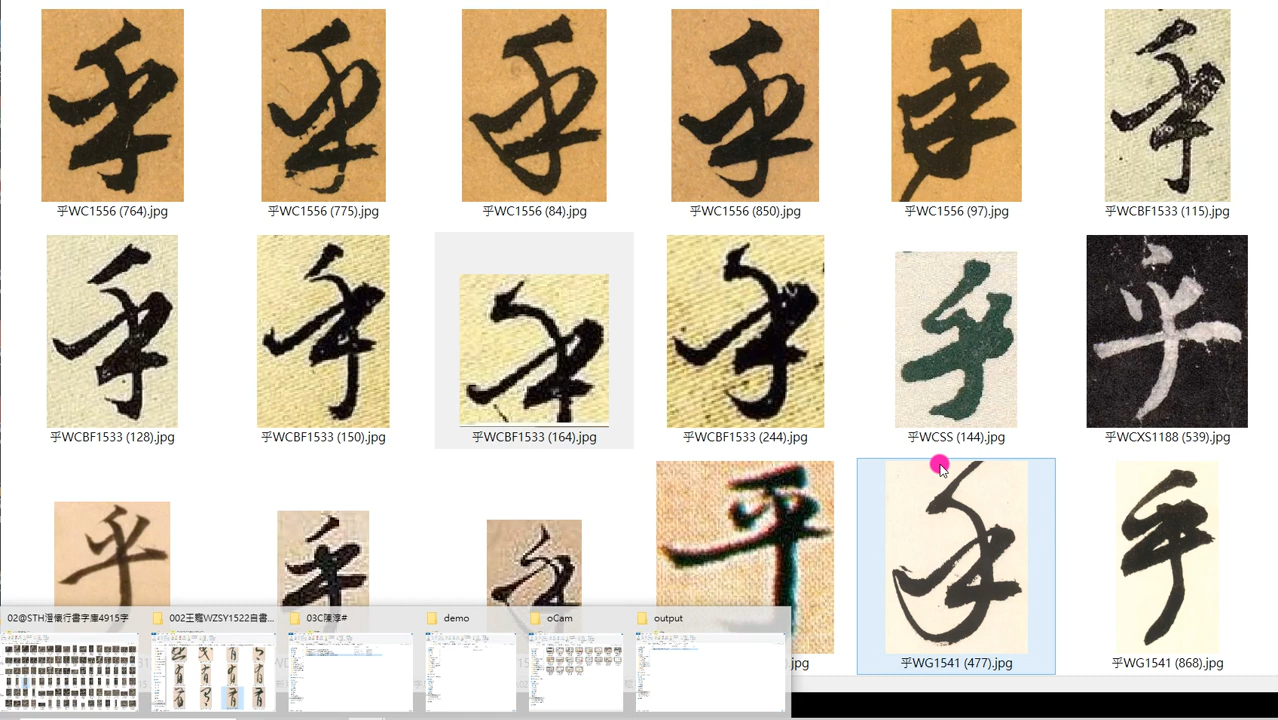 乎 乎 乎 乎 乎 乎
乎WC1556 (764).jpg 乎WC1556 (775).jpg 乎WC1556 (84).jpg 乎WC1556 (850).jpg 乎WC1556 (97).jpg 乎WCBF1533 (115).jpg
乎 乎 乎 乎 乎 乎
乎WCBF1533 (128).jpg 乎WCBF1533 (150).jpg 乎WCBF1533 (164).jpg 乎WCBF1533 (244).jpg 乎WCSS (144).jpg 乎WCXS1188 (539).jpg
乎 乎 乎 乎 乎 乎
).jpg 乎WG1541 (477).jpg 乎WG1541 (868).jpg
02@STH澄懷行書字庫4915字 002王寵WZSY1522自書... 03C陳淳# demo oCam output